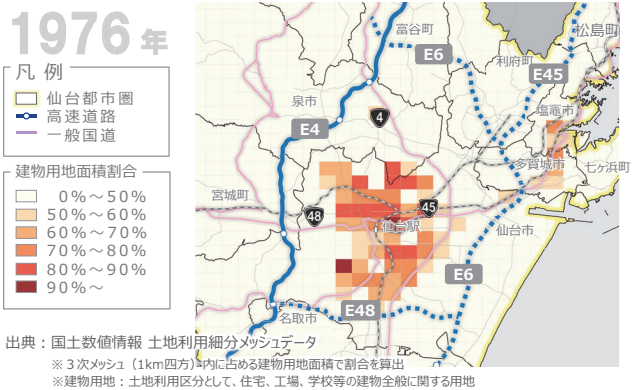 1976 年
凡 例
仙台都市圏
高速道路
一般国道
建物用地面積割合
0%～50%
50%～60%
60%～70%
70%～80%
80%～90%
90%～
富谷町
松島町
E6
利府町
E45
泉市
塩竈市
4
E4
多賀城市
七ヶ浜町
宮城町
48
45
仙台駅
仙台市
E6
E48
名取市
出典：国土数値情報 土地利用細分メッシュデータ
※３次メッシュ（1km四方）内に占める建物用地面積で割合を算出
※建物用地：土地利用区分として、住宅、工場、学校等の建物全般に関する用地